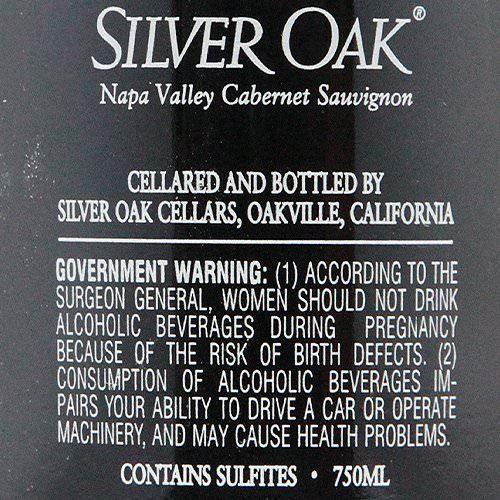 SILVER OAK®
Napa Valley Cabernet Sauvignon
CELLARED AND BOTTLED BY
SILVER OAK CELLARS, OAKVILLE, CALIFORNIA
GOVERNMENT WARNING: (1) ACCORDING TO THE
SURGEON GENERAL, WOMEN SHOULD NOT DRINK
ALCOHOLIC BEVERAGES DURING PREGNANCY
BECAUSE OF THE RISK OF BIRTH DEFECTS. (2)
CONSUMPTION OF ALCOHOLIC BEVERAGES IM-
PAIRS YOUR ABILITY TO DRIVE A CAR OR OPERATE
MACHINERY, AND MAY CAUSE HEALTH PROBLEMS.
CONTAINS SULFITES • 750ML